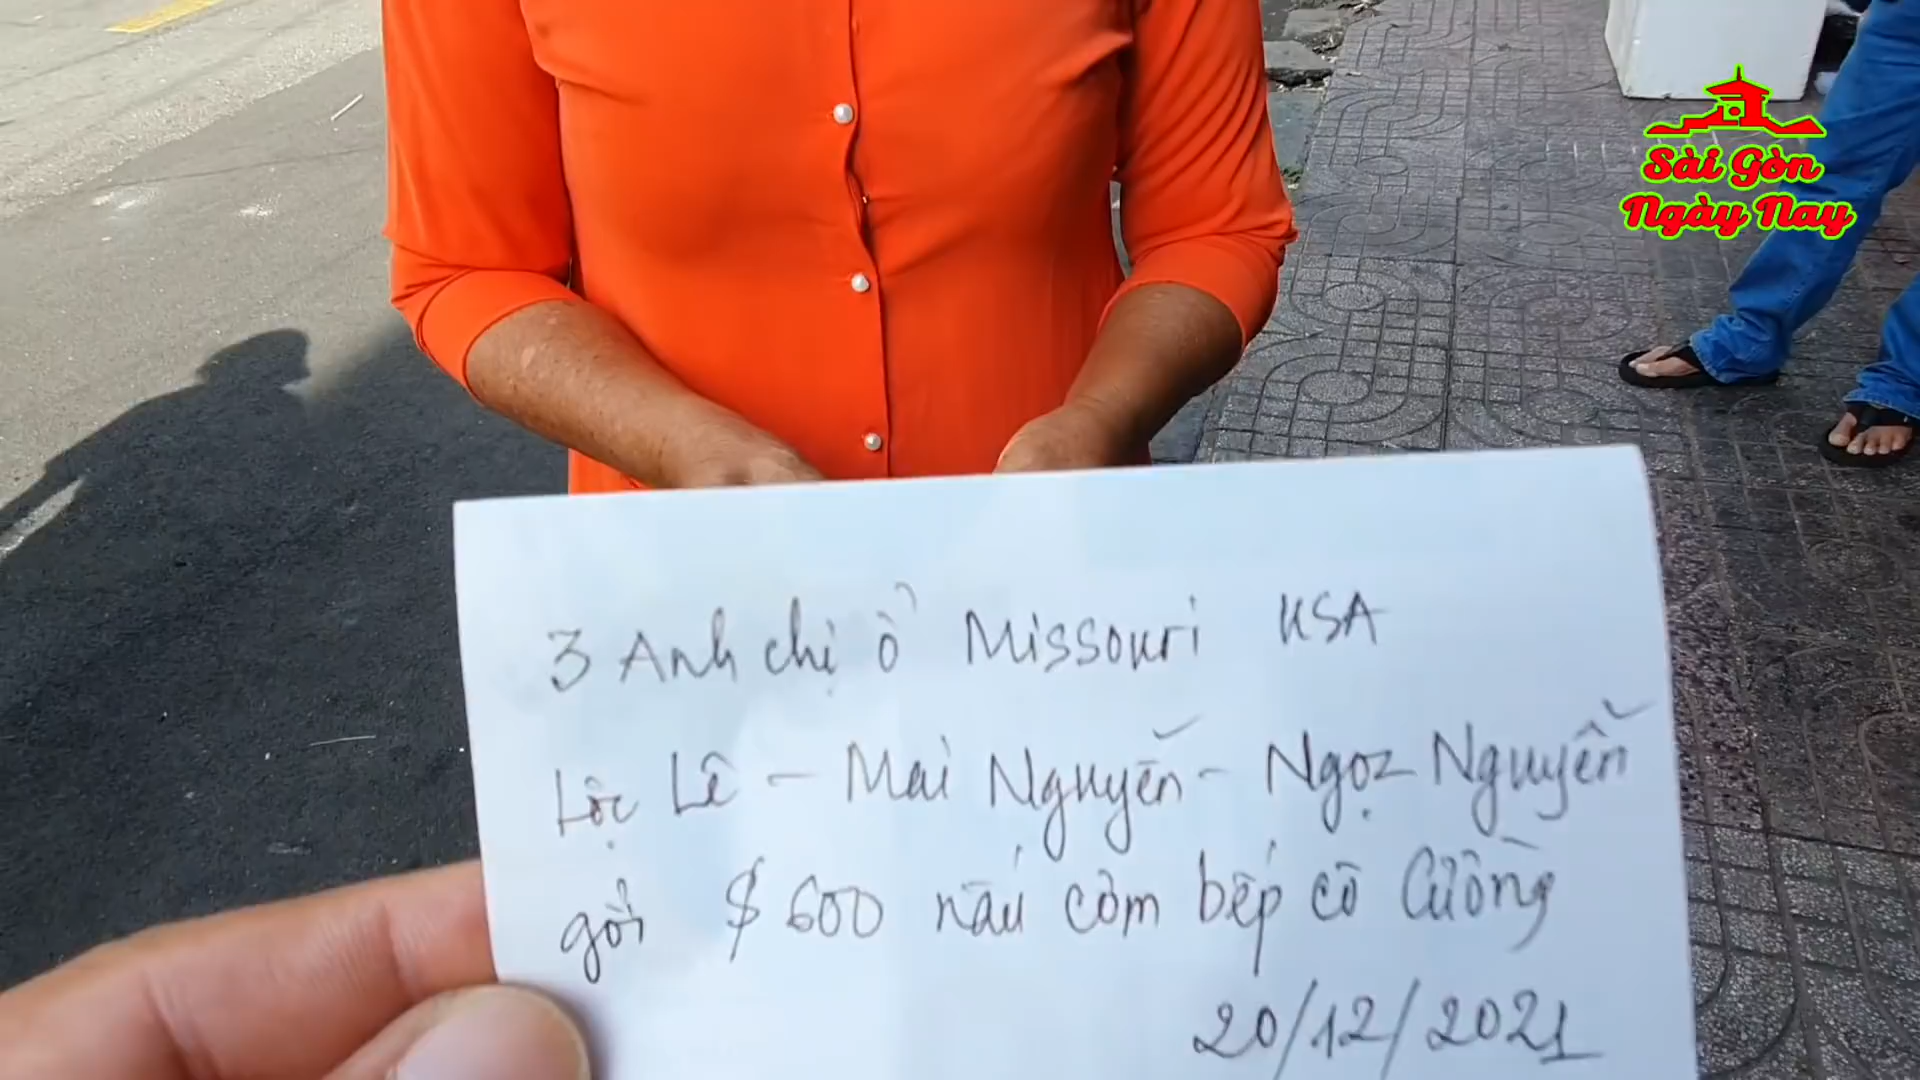 Sài Gòn
Ngày Nay
3 Anh chị ở Missouri USA
Lộc Lê - Mai Nguyễn - Ngọc Nguyễn
gởi $600 nấu cơm bếp cô Cường
20/12/2021